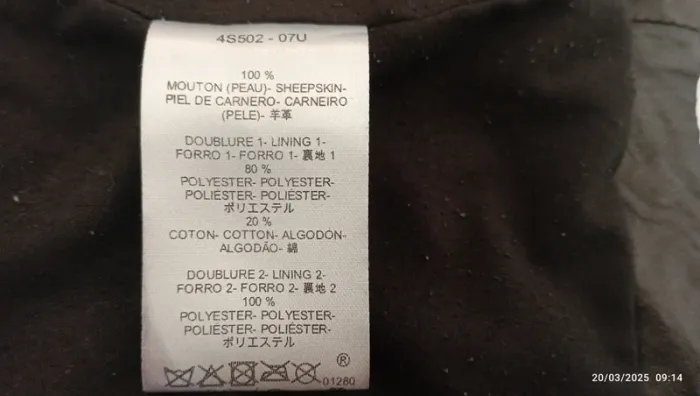 4S502 - 07U
100 %
MOUTON (PEAU)- SHEEPSKIN-
PIEL DE CARNERO- CARNEIRO
(PELE)- 羊革
DOUBLURE 1- LINING 1-
FORRO 1- FORRO 1- 裏地 1
80 %
POLYESTER- POLYESTER-
POLIÉSTER- POLIÉSTER-
ポリエステル
20 %
COTON- COTTON- ALGODÓN-
ALGODÃO- 綿
DOUBLURE 2- LINING 2-
FORRO 2- FORRO 2- 裏地 2
100 %
POLYESTER- POLYESTER-
POLIÉSTER- POLIÉSTER-
ポリエステル
®
01280
20/03/2025 09:14